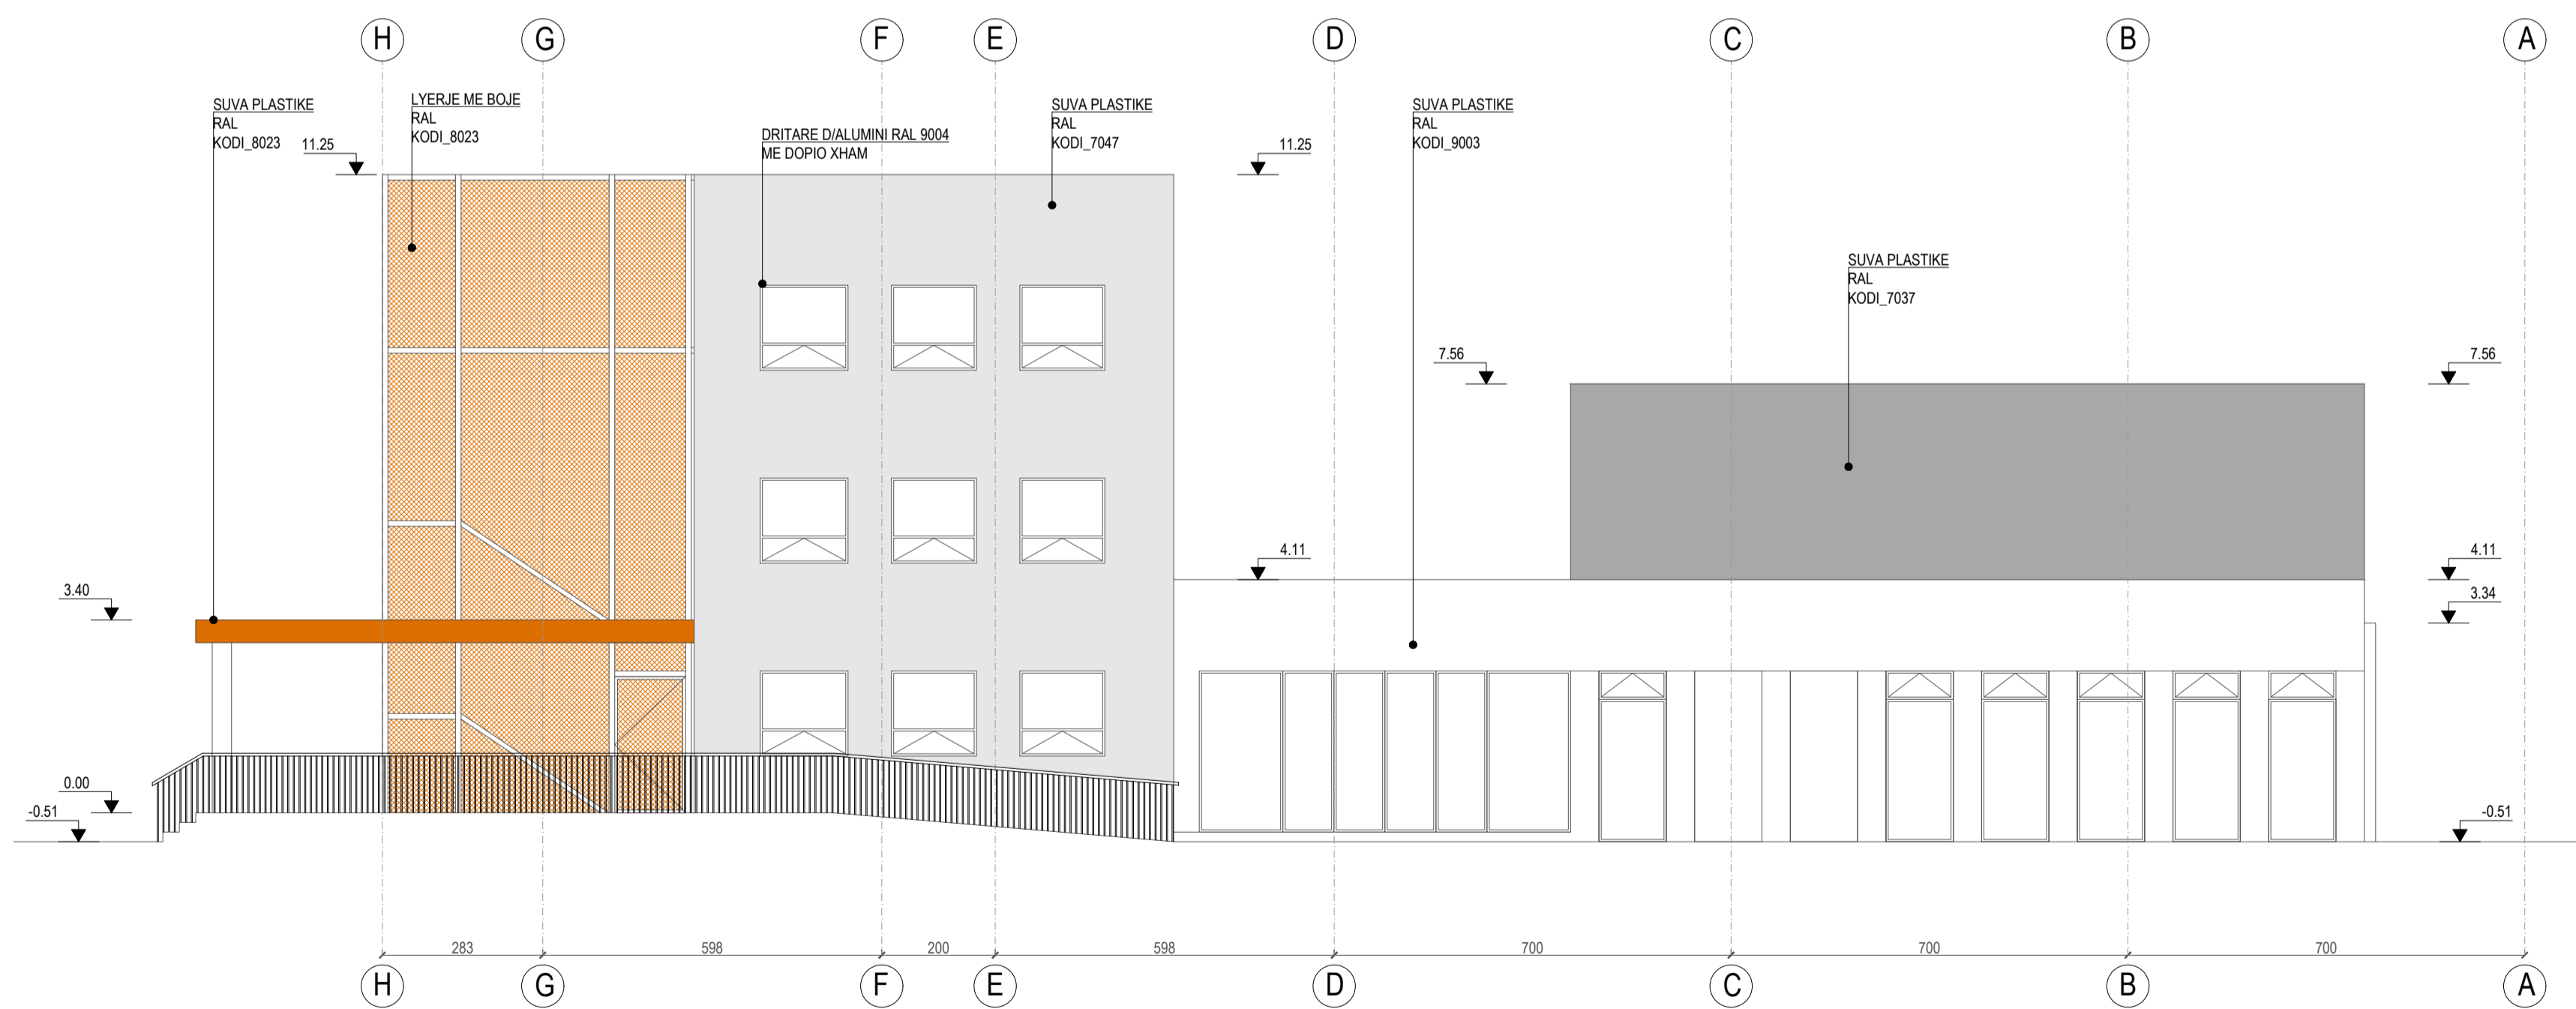 H G F E D C B A
SUVA PLASTIKE
RAL
KODI_8023
11.25
LYERJE ME BOJE
RAL
KODI_8023
DRITARE D/ALUMINI RAL 9004
ME DOPIO XHAM
SUVA PLASTIKE
RAL
KODI_7047
11.25
SUVA PLASTIKE
RAL
KODI_9003
SUVA PLASTIKE
RAL
KODI_7037
7.56
7.56
4.11
4.11
3.40
3.34
0.00
-0.51
-0.51
283 598 200 598 700 700 700
H G F E D C B A